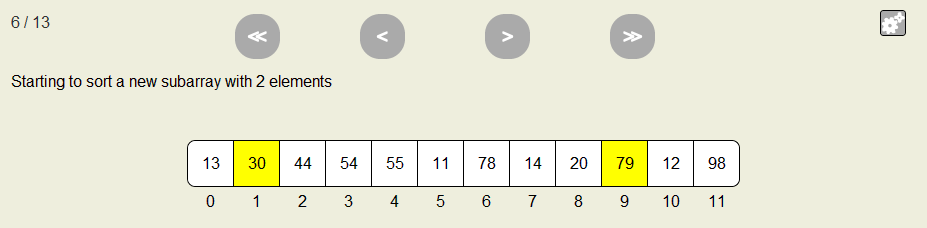 6 / 13
≪ < > ≫
Starting to sort a new subarray with 2 elements
13 30 44 54 55 11 78 14 20 79 12 98
0 1 2 3 4 5 6 7 8 9 10 11